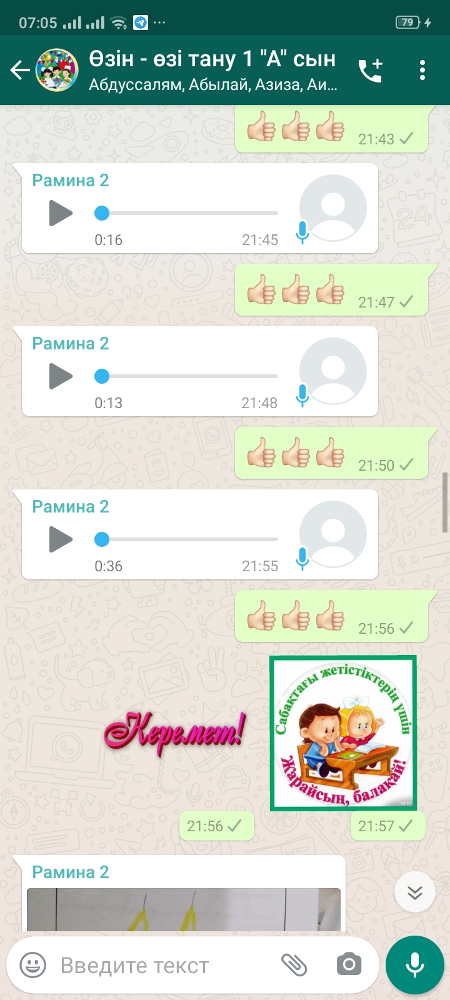 07:05
79
Өзін - өзі тану 1 "А" сын
Абдуссалям, Абылай, Азиза, Аи...
👍🏻👍🏻👍🏻 21:43
Рамина 2
0:16 21:45
👍🏻👍🏻👍🏻 21:47
Рамина 2
0:13 21:48
👍🏻👍🏻👍🏻 21:50
Рамина 2
0:36 21:55
👍🏻👍🏻👍🏻 21:56
Керемет!
21:56
Сабақтағы жетістіктерің үшін
Жарайсың, балақай!
21:57
Рамина 2
Введите текст